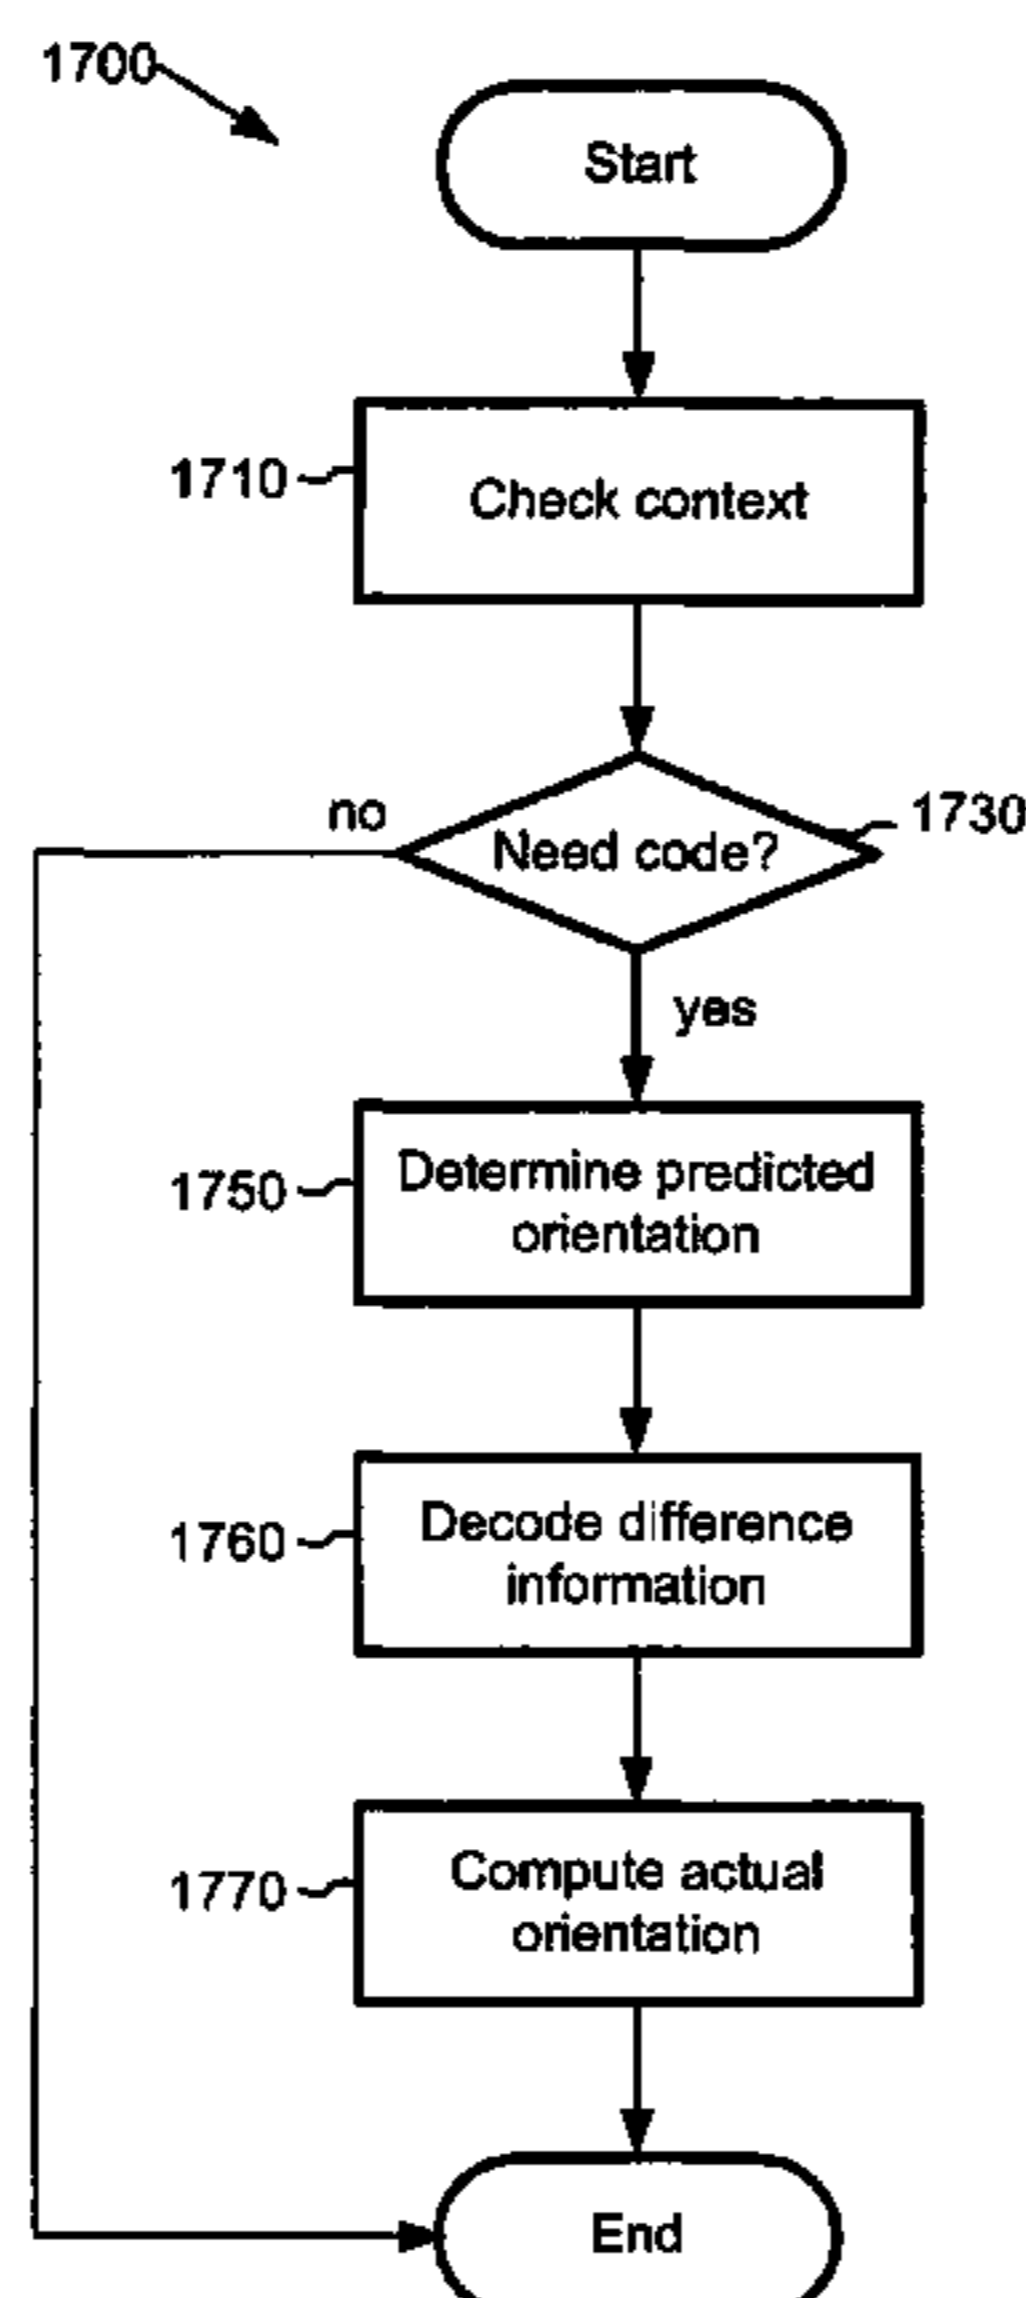 1700
Start
1710
Check context
no
Need code?
1730
yes
1750
Determine predicted
orientation
1760
Decode difference
information
1770
Compute actual
orientation
End